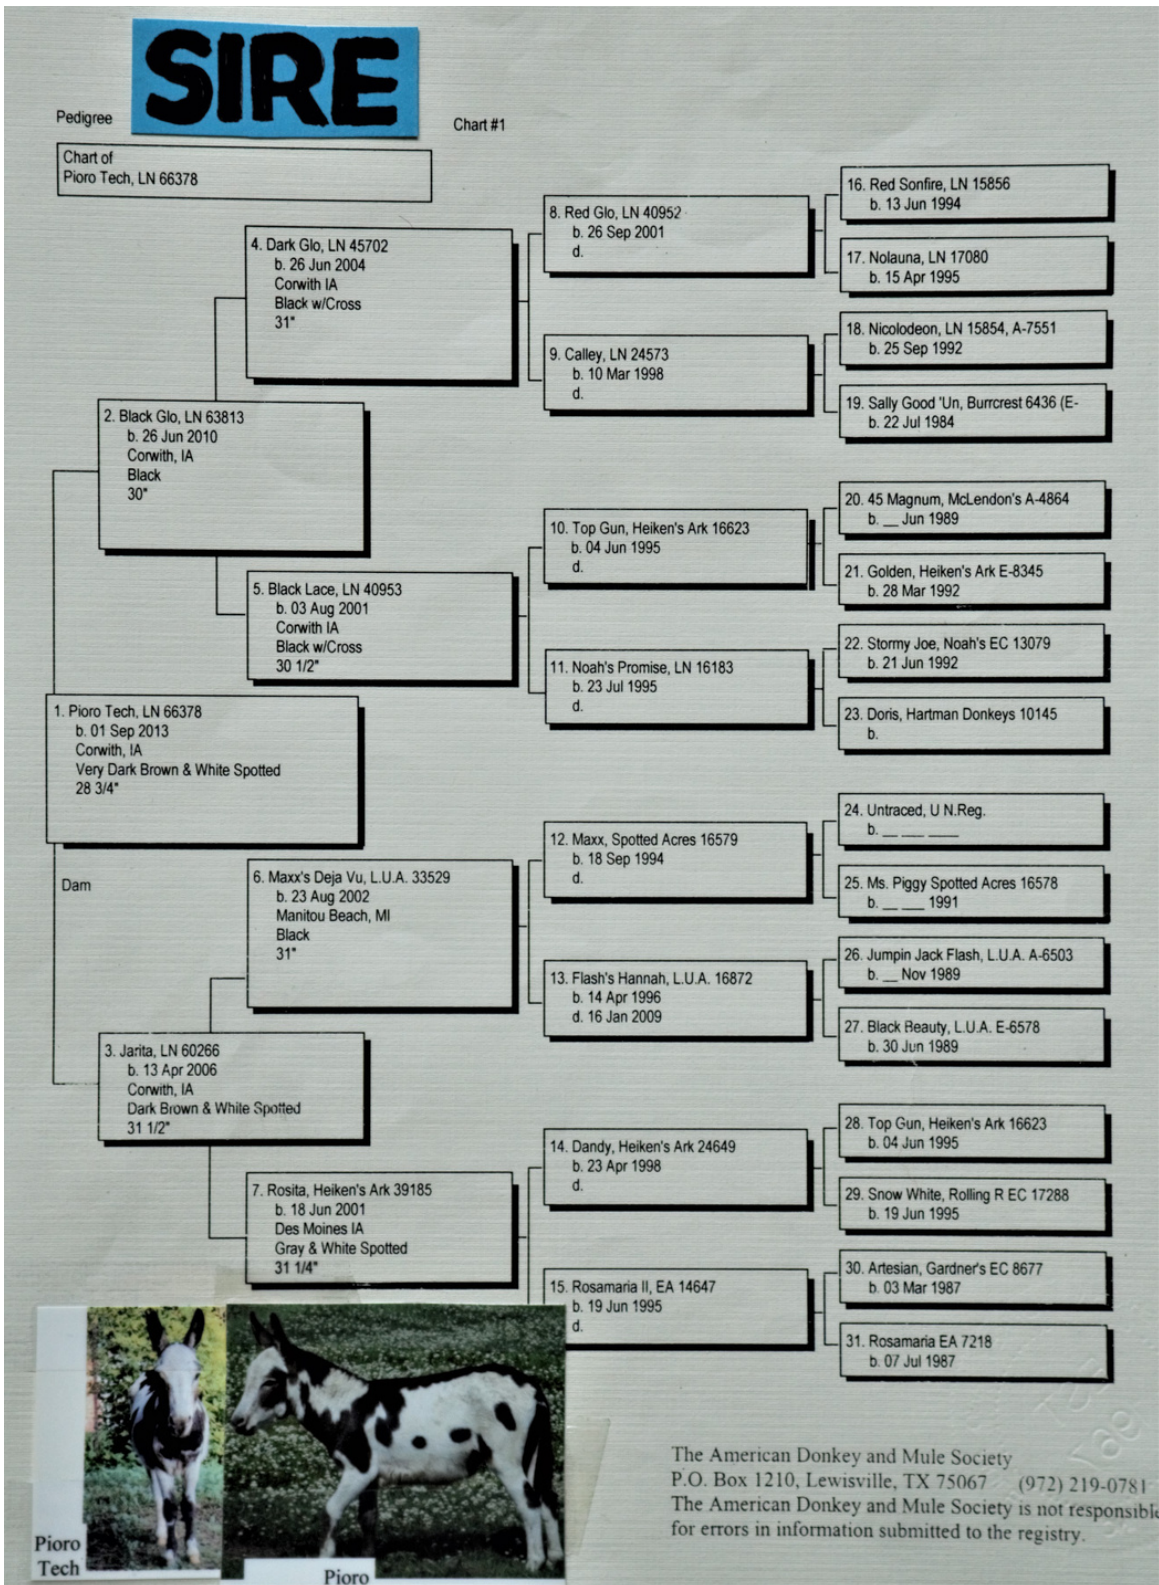 SIRE
Pedigree
Chart #1
Chart of
Pioro Tech, LN 66378
1. Pioro Tech, LN 66378
b. 01 Sep 2013
Corwith, IA
Very Dark Brown & White Spotted
28 3/4"
Dam
2. Black Glo, LN 63813
b. 26 Jun 2010
Corwith, IA
Black
30"
3. Jarita, LN 60266
b. 13 Apr 2006
Corwith, IA
Dark Brown & White Spotted
31 1/2"
4. Dark Glo, LN 45702
b. 26 Jun 2004
Corwith IA
Black w/Cross
31"
5. Black Lace, LN 40953
b. 03 Aug 2001
Corwith IA
Black w/Cross
30 1/2"
6. Maxx's Deja Vu, L.U.A. 33529
b. 23 Aug 2002
Manitou Beach, MI
Black
31"
7. Rosita, Heiken's Ark 39185
b. 18 Jun 2001
Des Moines IA
Gray & White Spotted
31 1/4"
8. Red Glo, LN 40952
b. 26 Sep 2001
d.
9. Calley, LN 24573
b. 10 Mar 1998
d.
10. Top Gun, Heiken's Ark 16623
b. 04 Jun 1995
d.
11. Noah's Promise, LN 16183
b. 23 Jul 1995
d.
12. Maxx, Spotted Acres 16579
b. 18 Sep 1994
d.
13. Flash's Hannah, L.U.A. 16872
b. 14 Apr 1996
d. 16 Jan 2009
14. Dandy, Heiken's Ark 24649
b. 23 Apr 1998
d.
15. Rosamaria II, EA 14647
b. 19 Jun 1995
d.
16. Red Sonfire, LN 15856
b. 13 Jun 1994
17. Nolauna, LN 17080
b. 15 Apr 1995
18. Nicolodeon, LN 15854, A-7551
b. 25 Sep 1992
19. Sally Good 'Un, Burrcrest 6436 (E-
b. 22 Jul 1984
20. 45 Magnum, McLendon's A-4864
b. __ Jun 1989
21. Golden, Heiken's Ark E-8345
b. 28 Mar 1992
22. Stormy Joe, Noah's EC 13079
b. 21 Jun 1992
23. Doris, Hartman Donkeys 10145
b.
24. Untraced, U N.Reg.
b. __ ___ ____
25. Ms. Piggy Spotted Acres 16578
b. __ ___ 1991
26. Jumpin Jack Flash, L.U.A. A-6503
b. __ Nov 1989
27. Black Beauty, L.U.A. E-6578
b. 30 Jun 1989
28. Top Gun, Heiken's Ark 16623
b. 04 Jun 1995
29. Snow White, Rolling R EC 17288
b. 19 Jun 1995
30. Artesian, Gardner's EC 8677
b. 03 Mar 1987
31. Rosamaria EA 7218
b. 07 Jul 1987
Pioro
Tech
Pioro
The American Donkey and Mule Society
P.O. Box 1210, Lewisville, TX 75067 (972) 219-0781
The American Donkey and Mule Society is not responsible
for errors in information submitted to the registry.